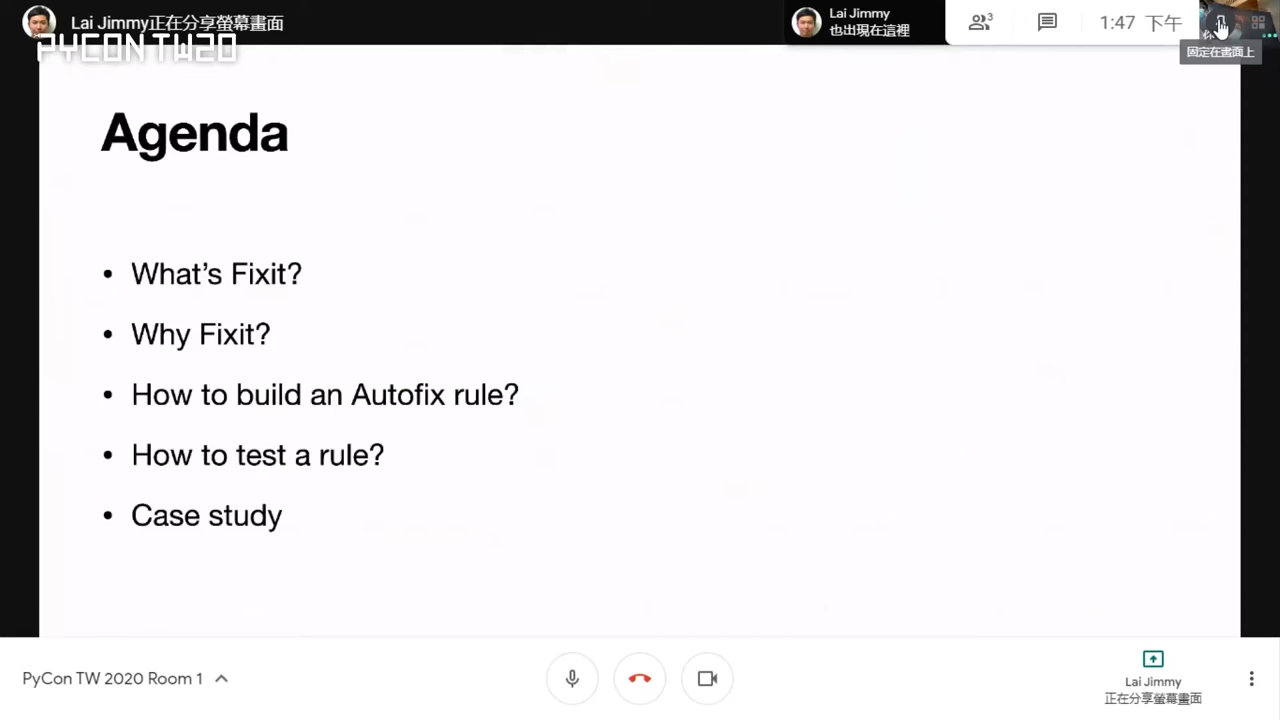 Lai Jimmy正在分享螢幕畫面
PYCON TW20
Lai Jimmy
也出現在這裡
3
1:47 下午
固定在畫面上
Agenda
• What's Fixit?
• Why Fixit?
• How to build an Autofix rule?
• How to test a rule?
• Case study
PyCon TW 2020 Room 1
Lai Jimmy
正在分享螢幕畫面